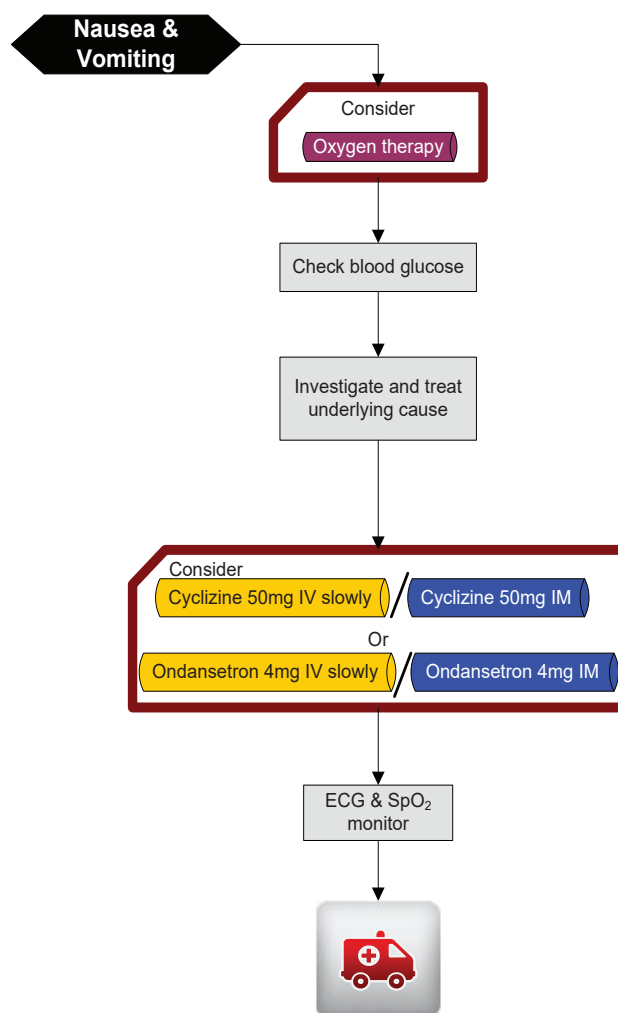 Nausea &
Vomiting
Consider
Oxygen therapy
Check blood glucose
Investigate and treat
underlying cause
Consider
Cyclizine 50mg IV slowly / Cyclizine 50mg IM
Or
Ondansetron 4mg IV slowly / Ondansetron 4mg IM
ECG & SpO₂
monitor